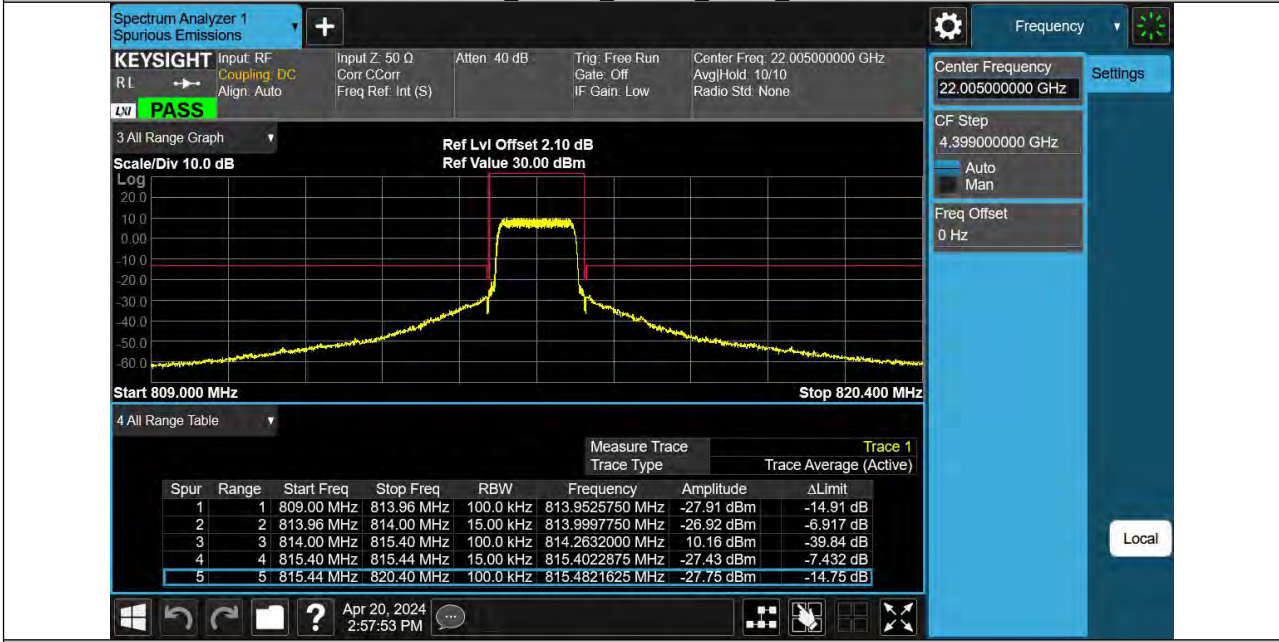 Spectrum Analyzer 1
Spurious Emissions
Frequency
KEYSIGHT
RL
LXI
PASS
Input: RF
Coupling: DC
Align: Auto
Input Z: 50 Ω
Corr CCorr
Freq Ref: Int (S)
Atten: 40 dB
Trig: Free Run
Gate: Off
IF Gain: Low
Center Freq: 22.005000000 GHz
Avg|Hold: 10/10
Radio Std: None
Center Frequency
22.005000000 GHz
Settings
CF Step
4.399000000 GHz
Auto
Man
Freq Offset
0 Hz
Local
3 All Range Graph
Scale/Div 10.0 dB
Ref Lvl Offset 2.10 dB
Ref Value 30.00 dBm
Log
20.0
10.0
0.00
-10.0
-20.0
-30.0
-40.0
-50.0
-60.0
Start 809.000 MHz Stop 820.400 MHz
4 All Range Table
Measure Trace Trace 1
Trace Type Trace Average (Active)
Spur Range Start Freq Stop Freq RBW Frequency Amplitude ΔLimit
1 1 809.00 MHz 813.96 MHz 100.0 kHz 813.9525750 MHz -27.91 dBm -14.91 dB
2 2 813.96 MHz 814.00 MHz 15.00 kHz 813.9997750 MHz -26.92 dBm -6.917 dB
3 3 814.00 MHz 815.40 MHz 100.0 kHz 814.2632000 MHz 10.16 dBm -39.84 dB
4 4 815.40 MHz 815.44 MHz 15.00 kHz 815.4022875 MHz -27.43 dBm -7.432 dB
5 5 815.44 MHz 820.40 MHz 100.0 kHz 815.4821625 MHz -27.75 dBm -14.75 dB
Apr 20, 2024
2:57:53 PM